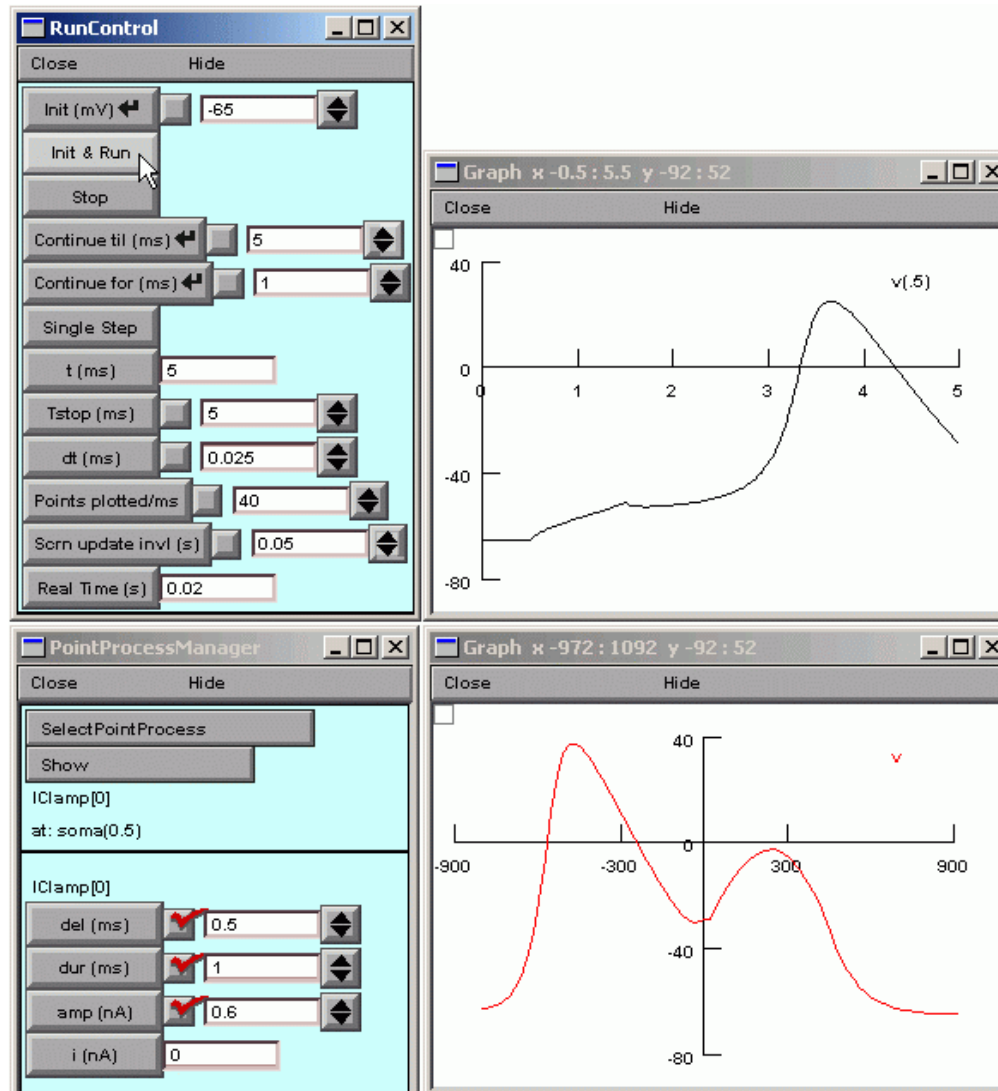 RunControl
Close Hide
Init (mV) -65
Init & Run
Stop
Continue til (ms) 5
Continue for (ms) 1
Single Step
t (ms) 5
Tstop (ms) 5
dt (ms) 0.025
Points plotted/ms 40
Scrn update invl (s) 0.05
Real Time (s) 0.02
Graph x -0.5 : 5.5 y -92 : 52
Close Hide
40
v(.5)
0
0 1 2 3 4 5
-40
-80
PointProcessManager
Close Hide
SelectPointProcess
Show
IClamp[0]
at: soma(0.5)
IClamp[0]
del (ms) 0.5
dur (ms) 1
amp (nA) 0.6
i (nA) 0
Graph x -972 : 1092 y -92 : 52
Close Hide
40
v
0
-900 -300 300 900
-40
-80